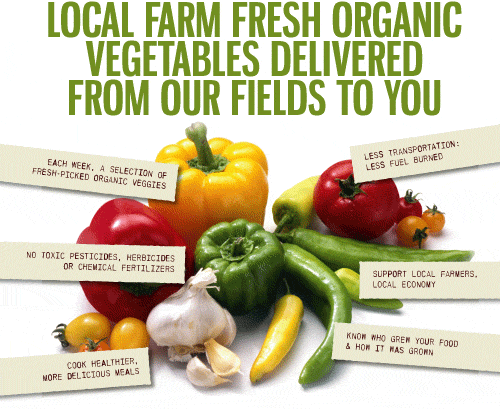 LOCAL FARM FRESH ORGANIC
VEGETABLES DELIVERED
FROM OUR FIELDS TO YOU
EACH WEEK, A SELECTION OF
FRESH-PICKED ORGANIC VEGGIES
LESS TRANSPORTATION:
LESS FUEL BURNED
NO TOXIC PESTICIDES, HERBICIDES
OR CHEMICAL FERTILIZERS
SUPPORT LOCAL FARMERS,
LOCAL ECONOMY
KNOW WHO GREW YOUR FOOD
& HOW IT WAS GROWN
COOK HEALTHIER,
MORE DELICIOUS MEALS